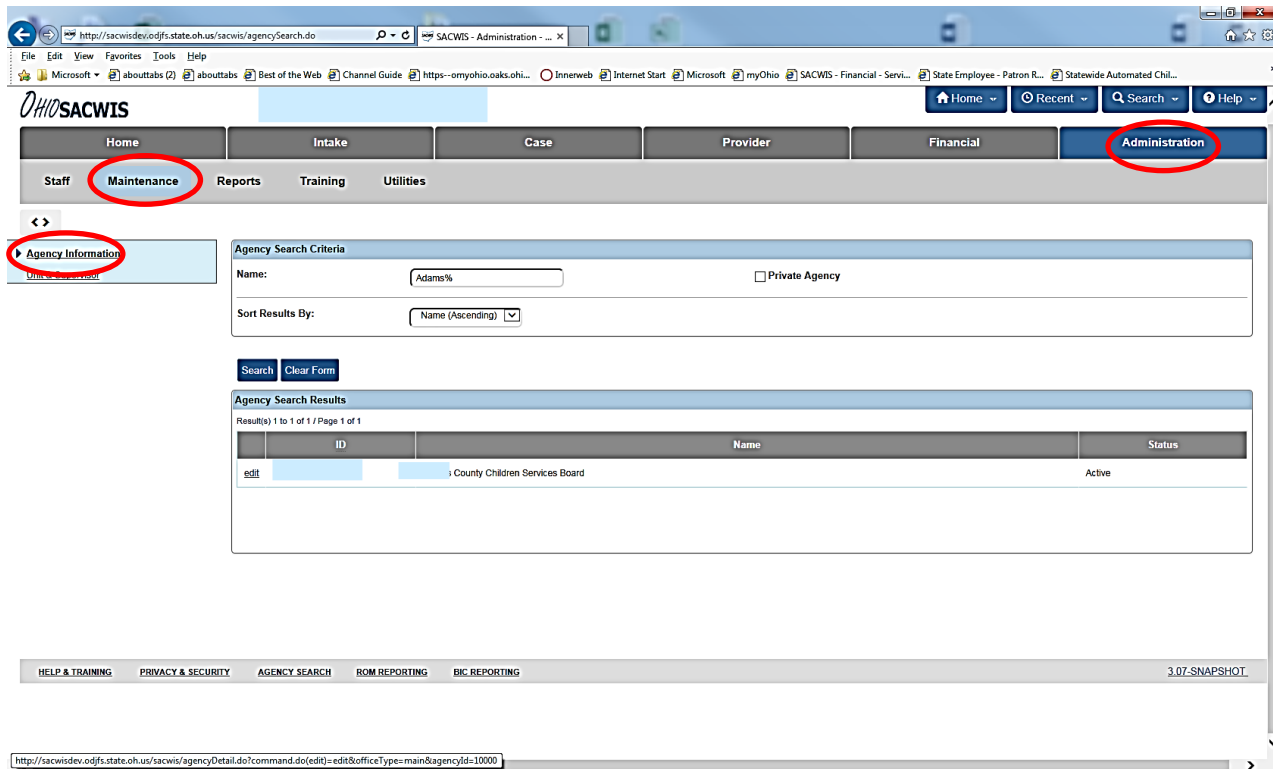 http://sacwisdev.odjfs.state.oh.us/sacwis/agencySearch.do SACWIS - Administration - ... ×
File Edit View Favorites Tools Help
Microsoft abouttabs (2) abouttabs Best of the Web Channel Guide https--omyohio.oaks.ohi... Innerweb Internet Start Microsoft myOhio SACWIS - Financial - Servi... State Employee - Patron R... Statewide Automated Chil...
OHIO SACWIS Home Recent Search Help
Home Intake Case Provider Financial Administration
Staff Maintenance Reports Training Utilities
Agency Information
Unit & Supervisor
Agency Search Criteria
Name: Adams% Private Agency
Sort Results By: Name (Ascending)
Search Clear Form
Agency Search Results
Result(s) 1 to 1 of 1 / Page 1 of 1
ID Name Status
edit s County Children Services Board Active
HELP & TRAINING PRIVACY & SECURITY AGENCY SEARCH ROM REPORTING BIC REPORTING 3.07-SNAPSHOT
http://sacwisdev.odjfs.state.oh.us/sacwis/agencyDetail.do?command.do(edit)=edit&officeType=main&agencyId=10000